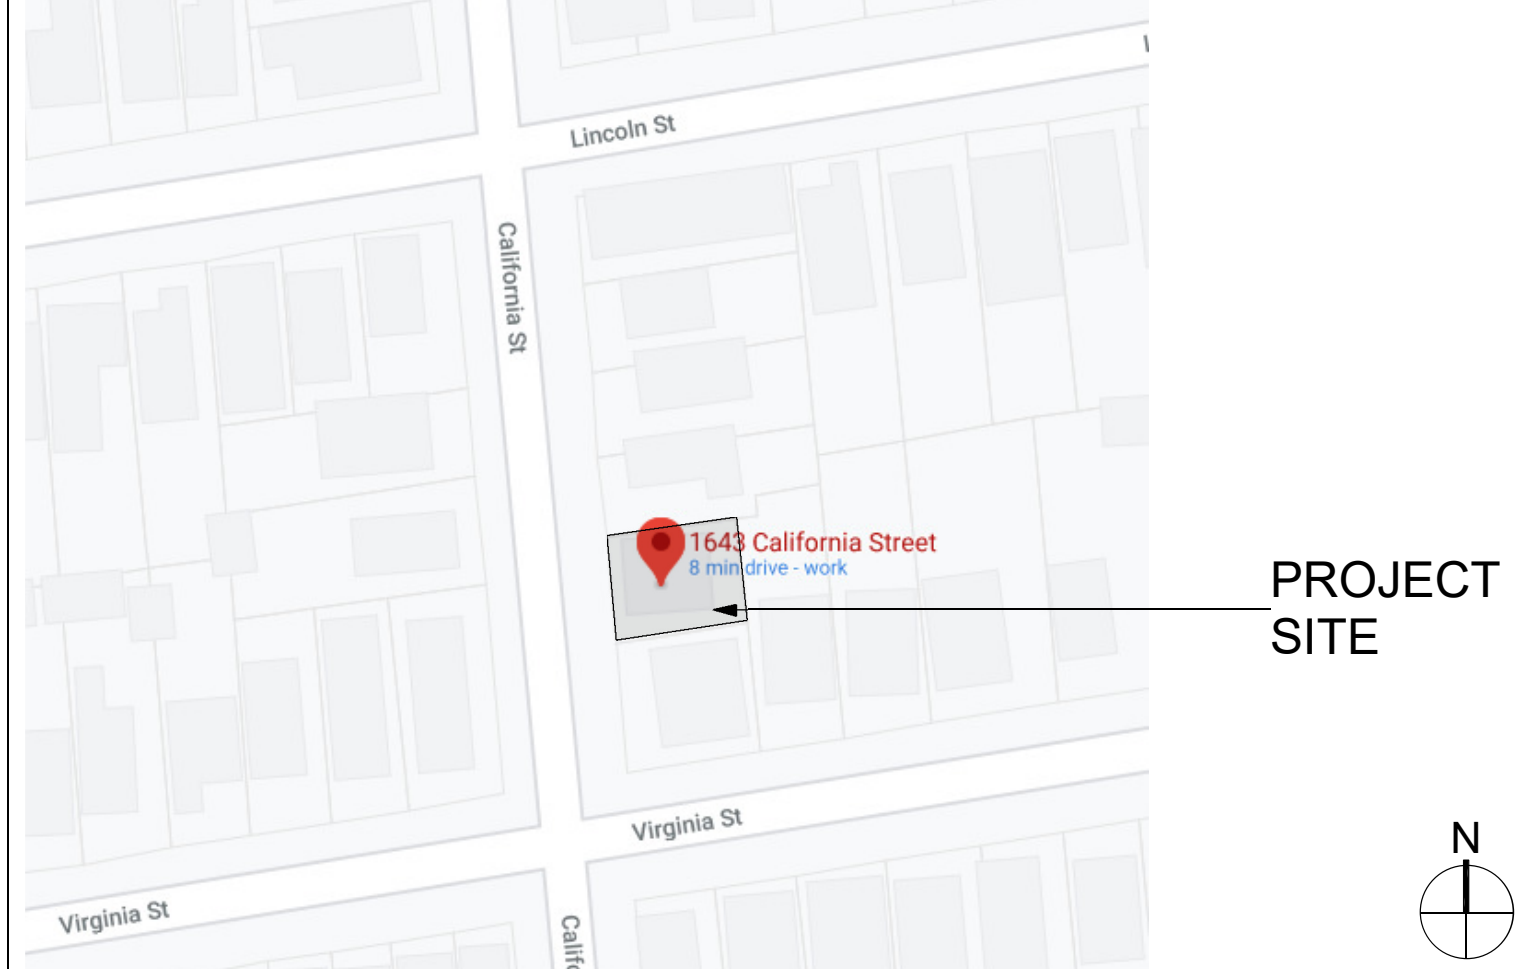 Lincoln St
California St
1643 California Street
8 min drive - work
PROJECT
SITE
Virginia St
N
Virginia St